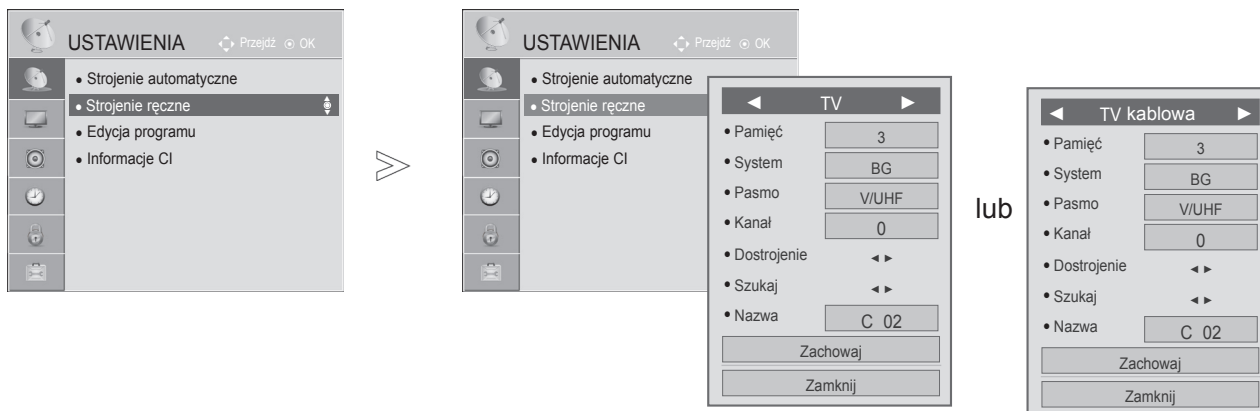 USTAWIENIA Przejdź OK
• Strojenie automatyczne
• Strojenie ręczne
• Edycja programu
• Informacje CI
USTAWIENIA Przejdź OK
• Strojenie automatyczne
• Strojenie ręczne
• Edycja programu
• Informacje CI
◄ TV ►
• Pamięć 3
• System BG
• Pasmo V/UHF
• Kanał 0
• Dostrojenie ◄ ►
• Szukaj ◄ ►
• Nazwa C 02
Zachowaj
Zamknij
lub
◄ TV kablowa ►
• Pamięć 3
• System BG
• Pasmo V/UHF
• Kanał 0
• Dostrojenie ◄ ►
• Szukaj ◄ ►
• Nazwa C 02
Zachowaj
Zamknij